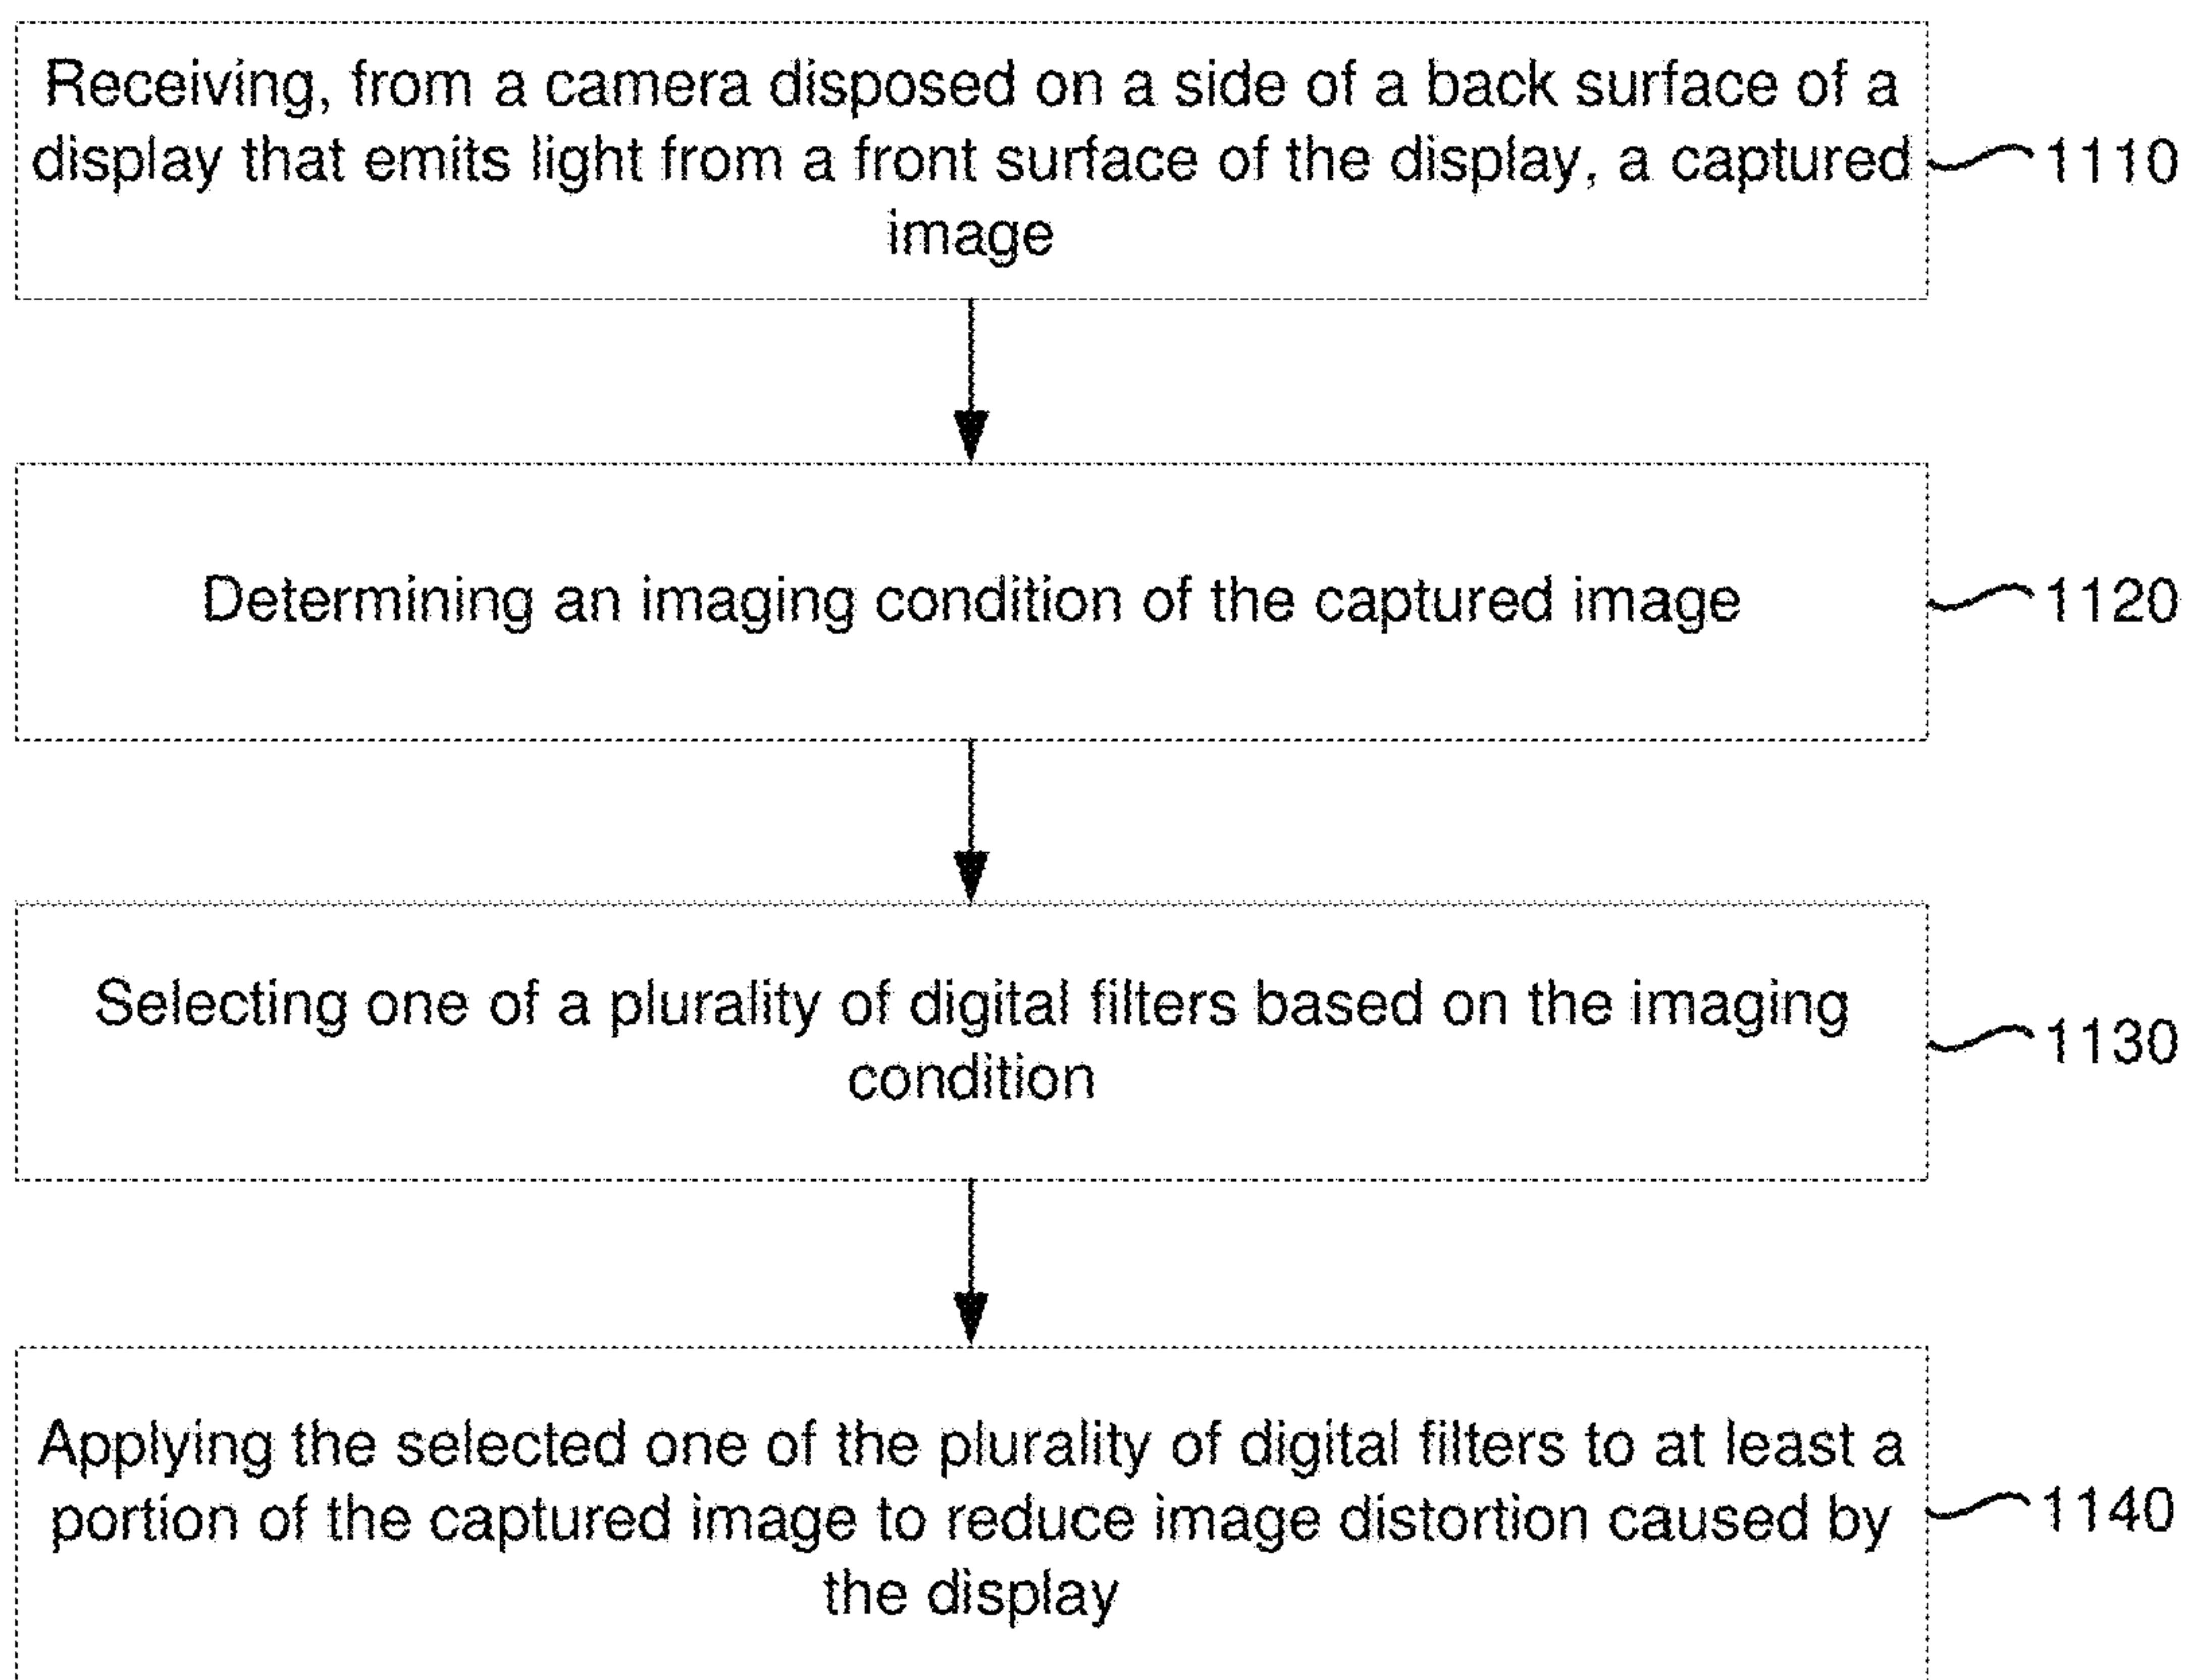 Receiving, from a camera disposed on a side of a back surface of a
display that emits light from a front surface of the display, a captured
image
1110
Determining an imaging condition of the captured image
1120
Selecting one of a plurality of digital filters based on the imaging
condition
1130
Applying the selected one of the plurality of digital filters to at least a
portion of the captured image to reduce image distortion caused by
the display
1140